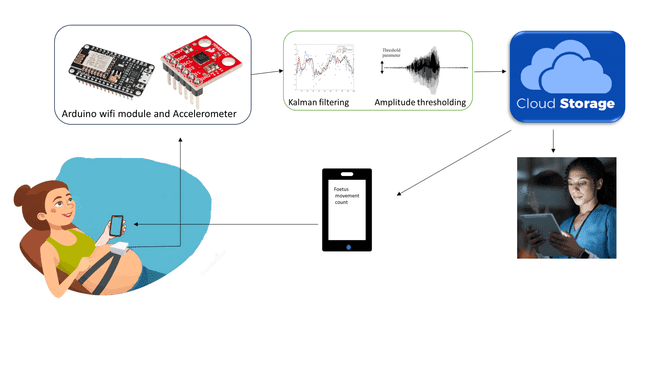 Arduino wifi module and Accelerometer
Kalman filtering
Threshold
parameter
Amplitude thresholding
Cloud Storage
Foetus
movement
count